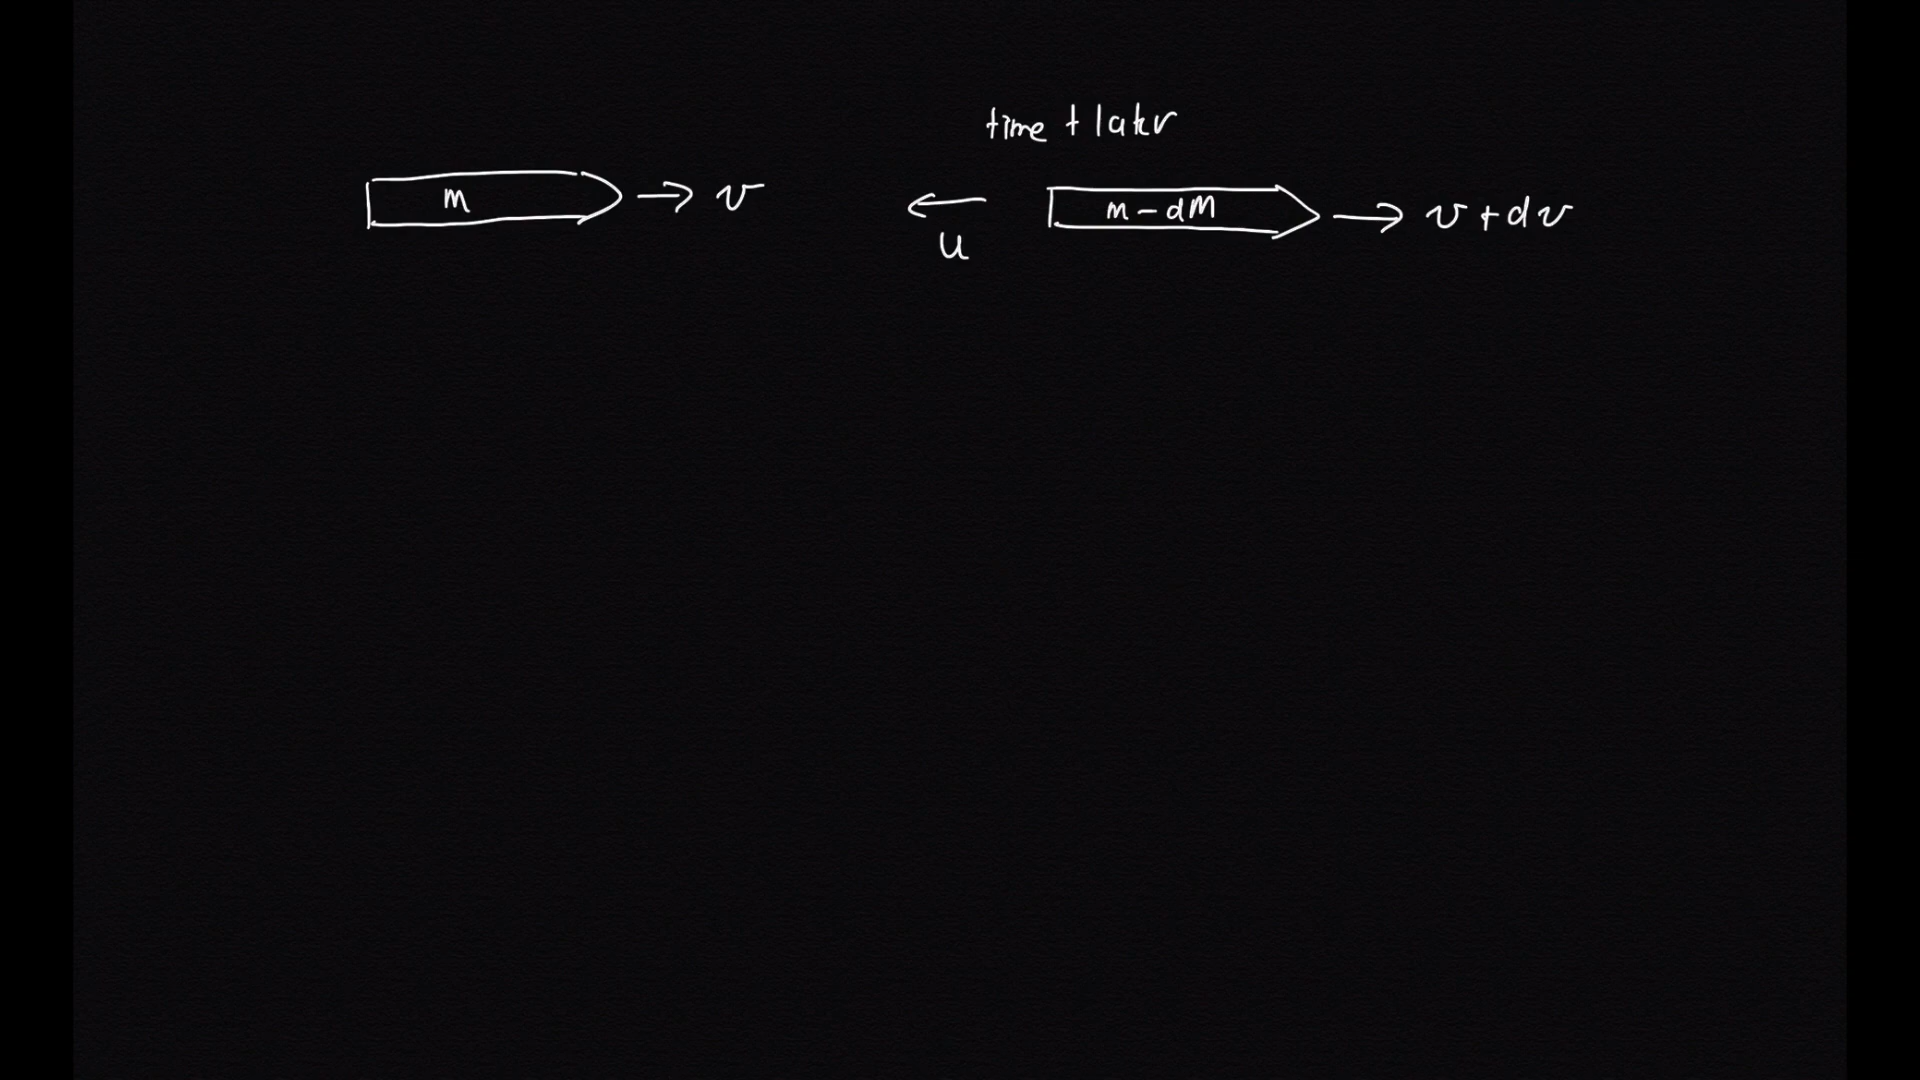 time t later
m → v
← u
m - dM → v + dv